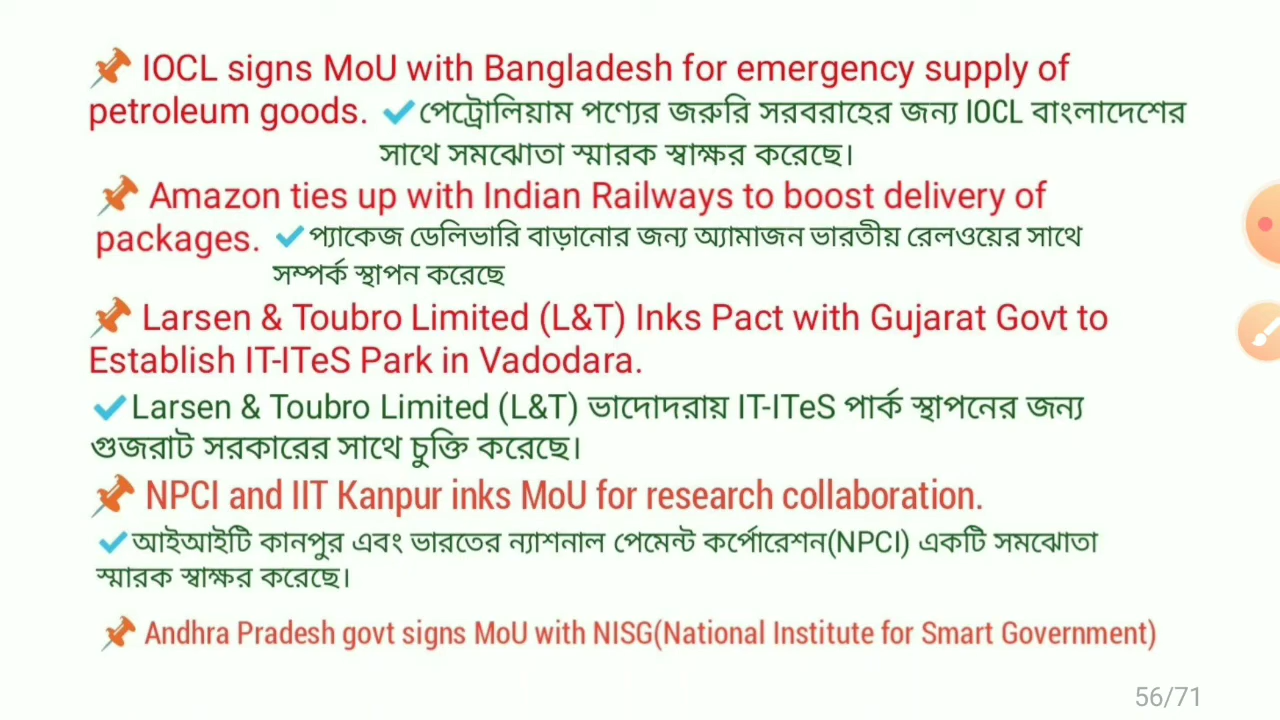 📌 IOCL signs MoU with Bangladesh for emergency supply of
petroleum goods. ✔পেট্রোলিয়াম পণ্যের জরুরি সরবরাহের জন্য IOCL বাংলাদেশের
সাথে সমঝোতা স্মারক স্বাক্ষর করেছে।
📌 Amazon ties up with Indian Railways to boost delivery of
packages. ✔প্যাকেজ ডেলিভারি বাড়ানোর জন্য অ্যামাজন ভারতীয় রেলওয়ের সাথে
সম্পর্ক স্থাপন করেছে
📌 Larsen & Toubro Limited (L&T) Inks Pact with Gujarat Govt to
Establish IT-ITeS Park in Vadodara.
✔Larsen & Toubro Limited (L&T) ভাদোদরায় IT-ITeS পার্ক স্থাপনের জন্য
গুজরাট সরকারের সাথে চুক্তি করেছে।
📌 NPCI and IIT Kanpur inks MoU for research collaboration.
✔আইআইটি কানপুর এবং ভারতের ন্যাশনাল পেমেন্ট কর্পোরেশন(NPCI) একটি সমঝোতা
স্মারক স্বাক্ষর করেছে।
📌 Andhra Pradesh govt signs MoU with NISG(National Institute for Smart Government)
56/71